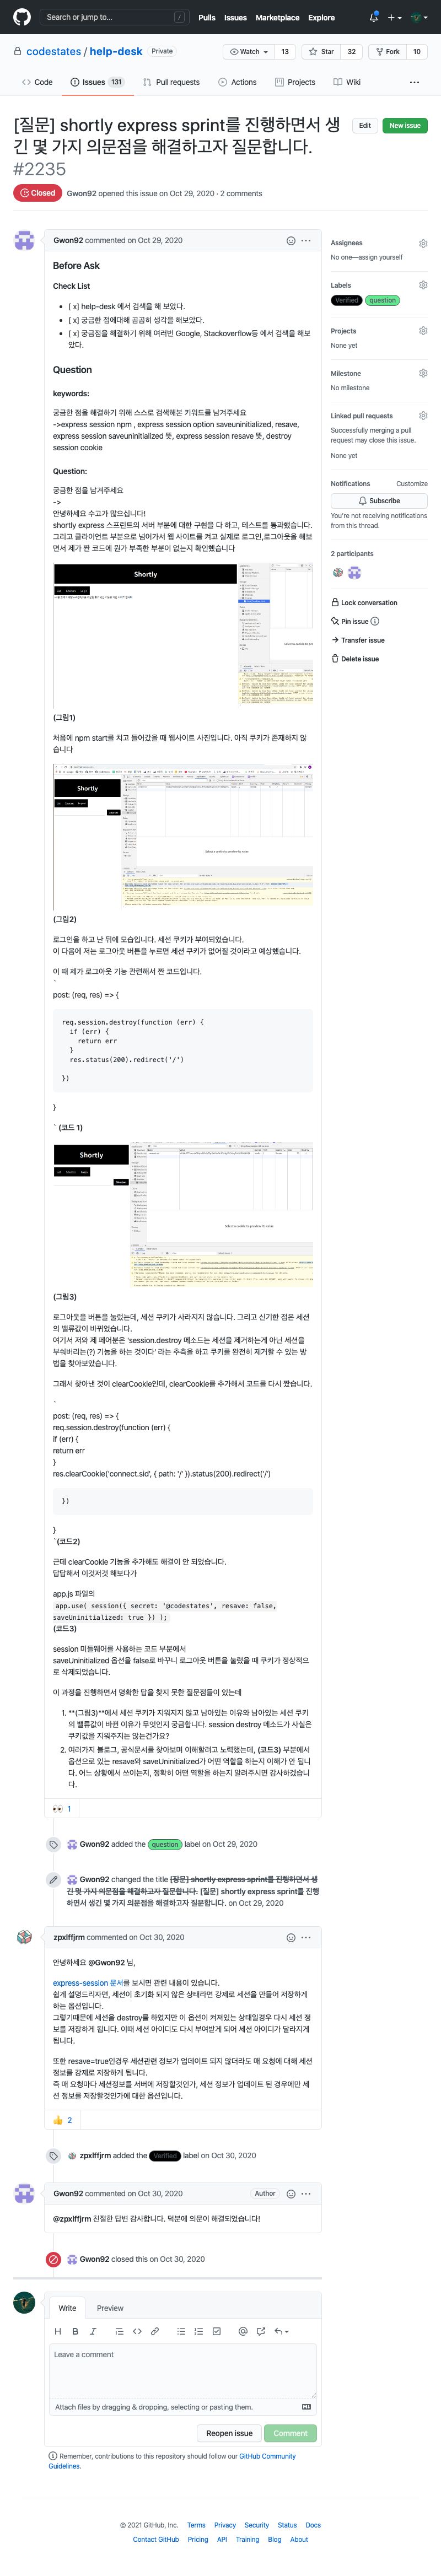 Search or jump to...
/
Pulls Issues Marketplace Explore
codestates / help-desk Private
Watch 13 Star 32 Fork 10
Code Issues 131 Pull requests Actions Projects Wiki
[질문] shortly express sprint를 진행하면서 생
긴 몇 가지 의문점을 해결하고자 질문합니다.
#2235
Edit New issue
Closed Gwon92 opened this issue on Oct 29, 2020 · 2 comments
Gwon92 commented on Oct 29, 2020
Before Ask
Check List
[ x] help-desk 에서 검색을 해 보았다.
[ x] 궁금한 점에대해 곰곰히 생각을 해보았다.
[ x] 궁금점을 해결하기 위해 여러번 Google, Stackoverflow등 에서 검색을 해보
았다.
Question
keywords:
궁금한 점을 해결하기 위해 스스로 검색해본 키워드를 남겨주세요
->express session npm , express session option saveuninitialized, resave,
express session saveuninitialized 뜻, express session resave 뜻, destroy
session cookie
Question:
궁금한 점을 남겨주세요
->
안녕하세요 수고가 많으십니다!
shortly express 스프린트의 서버 부분에 대한 구현을 다 하고, 테스트를 통과했습니다.
그리고 클라이언트 부분으로 넘어가서 웹 사이트를 켜고 실제로 로그인,로그아웃을 해보
면서 제가 짠 코드에 뭔가 부족한 부분이 없는지 확인했습니다
Shortly
(그림1)
처음에 npm start를 치고 들어갔을 때 웹사이트 사진입니다. 아직 쿠키가 존재하지 않
습니다
Shortly
(그림2)
로그인을 하고 난 뒤에 모습입니다. 세션 쿠키가 부여되었습니다.
이 다음에 저는 로그아웃 버튼을 누르면 세션 쿠키가 없어질 것이라고 예상했습니다.
이 때 제가 로그아웃 기능 관련해서 짠 코드입니다.
`
post: (req, res) => {
req.session.destroy(function (err) {
if (err) {
return err
}
res.status(200).redirect('/')
})
}
` (코드 1)
Shortly
(그림3)
로그아웃을 버튼을 눌렀는데, 세션 쿠키가 사라지지 않습니다. 그리고 신기한 점은 세션
의 밸류값이 바뀌었습니다.
여기서 저와 제 페어분은 'session.destroy 메소드는 세션을 제거하는게 아닌 세션을
부숴버리는(?) 기능을 하는 것이다' 라는 추측을 하고 쿠키를 완전히 제거할 수 있는 방
법을 찾아보았습니다.
그래서 찾아낸 것이 clearCookie인데, clearCookie를 추가해서 코드를 다시 짰습니다.
`
post: (req, res) => {
req.session.destroy(function (err) {
if (err) {
return err
}
res.clearCookie('connect.sid', { path: '/' }).status(200).redirect('/')
})
}
`(코드2)
근데 clearCookie 기능을 추가해도 해결이 안 되었습니다.
답답해서 이것저것 해보다가
app.js 파일의
app.use( session({ secret: '@codestates', resave: false,
saveUninitialized: true }) );
(코드3)
session 미들웨어를 사용하는 코드 부분에서
saveUninitialized 옵션을 false로 바꾸니 로그아웃 버튼을 눌렀을 때 쿠키가 정상적으
로 삭제되었습니다.
이 과정을 진행하면서 명확한 답을 찾지 못한 질문점들이 있는데
1. **(그림3)**에서 세션 쿠키가 지워지지 않고 남아있는 이유와 남아있는 세션 쿠키
의 밸류값이 바뀐 이유가 무엇인지 궁금합니다. session destroy 메소드가 사실은
쿠키값을 지워주지는 않는건가요?
2. 여러가지 블로그, 공식문서를 찾아보며 이해할려고 노력했는데, (코드3) 부분에서
옵션으로 있는 resave와 saveUninitialized가 어떤 역할을 하는지 이해가 안 됩니
다. 어느 상황에서 쓰이는지, 정확히 어떤 역할을 하는지 알려주시면 감사하겠습니
다.
1
Gwon92 added the question label on Oct 29, 2020
Gwon92 changed the title [장문] shortly express sprint를 진행하면서 생
긴 몇 가지 의문점을 해결하고자 질문합니다. [질문] shortly express sprint를 진행
하면서 생긴 몇 가지 의문점을 해결하고자 질문합니다. on Oct 29, 2020
zpxlffjrm commented on Oct 30, 2020
안녕하세요 @Gwon92 님,
express-session 문서를 보시면 관련 내용이 있습니다.
쉽게 설명드리자면, 세션이 초기화 되지 않은 상태라면 강제로 세션을 만들어 저장하게
하는 옵션입니다.
그렇기때문에 세션을 destroy를 하였지만 이 옵션이 켜져있는 상태일경우 다시 세션 정
보를 저장하게 됩니다. 이때 세션 아이디도 다시 부여받게 되어 세션 아이디가 달라지게
됩니다.
또한 resave=true인경우 세션관련 정보가 업데이트 되지 않더라도 매 요청에 대해 세션
정보를 강제로 저장하게 됩니다.
즉 매 요청마다 세션정보를 서버에 저장할것인가, 세션 정보가 업데이트 된 경우에만 세
션 정보를 저장할것인가에 대한 옵션입니다.
2
zpxlffjrm added the Verified label on Oct 30, 2020
Gwon92 commented on Oct 30, 2020 Author
@zpxlffjrm 친절한 답변 감사합니다. 덕분에 의문이 해결되었습니다!
Gwon92 closed this on Oct 30, 2020
Write Preview
Leave a comment
Attach files by dragging & dropping, selecting or pasting them.
Reopen issue Comment
Remember, contributions to this repository should follow our GitHub Community
Guidelines.
Assignees
No one—assign yourself
Labels
Verified question
Projects
None yet
Milestone
No milestone
Linked pull requests
Successfully merging a pull
request may close this issue.
None yet
Notifications Customize
Subscribe
You're not receiving notifications
from this thread.
2 participants
Lock conversation
Pin issue
Transfer issue
Delete issue
© 2021 GitHub, Inc. Terms Privacy Security Status Docs
Contact GitHub Pricing API Training Blog About